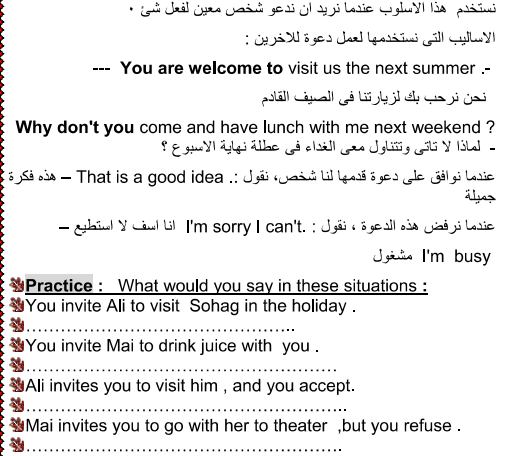 نستخدم هذا الاسلوب عندما نريد ان ندعو شخص معين لفعل شئ .
الاساليب التى نستخدمها لعمل دعوة للاخرين :
--- You are welcome to visit us the next summer .-
نحن نرحب بك لزيارتنا فى الصيف القادم
Why don't you come and have lunch with me next weekend ?
- لماذا لا تاتى وتتناول معى الغداء فى عطلة نهاية الاسبوع ؟
عندما نوافق على دعوة قدمها لنا شخص، نقول :. That is a good idea – هذه فكرة
جميلة
عندما نرفض هذه الدعوة ، نقول : .I'm sorry I can't انا اسف لا استطيع –
I'm busy مشغول
Practice : What would you say in these situations :
You invite Ali to visit Sohag in the holiday .
………………………………………..
You invite Mai to drink juice with you .
……………………………………………
Ali invites you to visit him , and you accept.
……………………………………………..
Mai invites you to go with her to theater ,but you refuse .
…………………………………………….